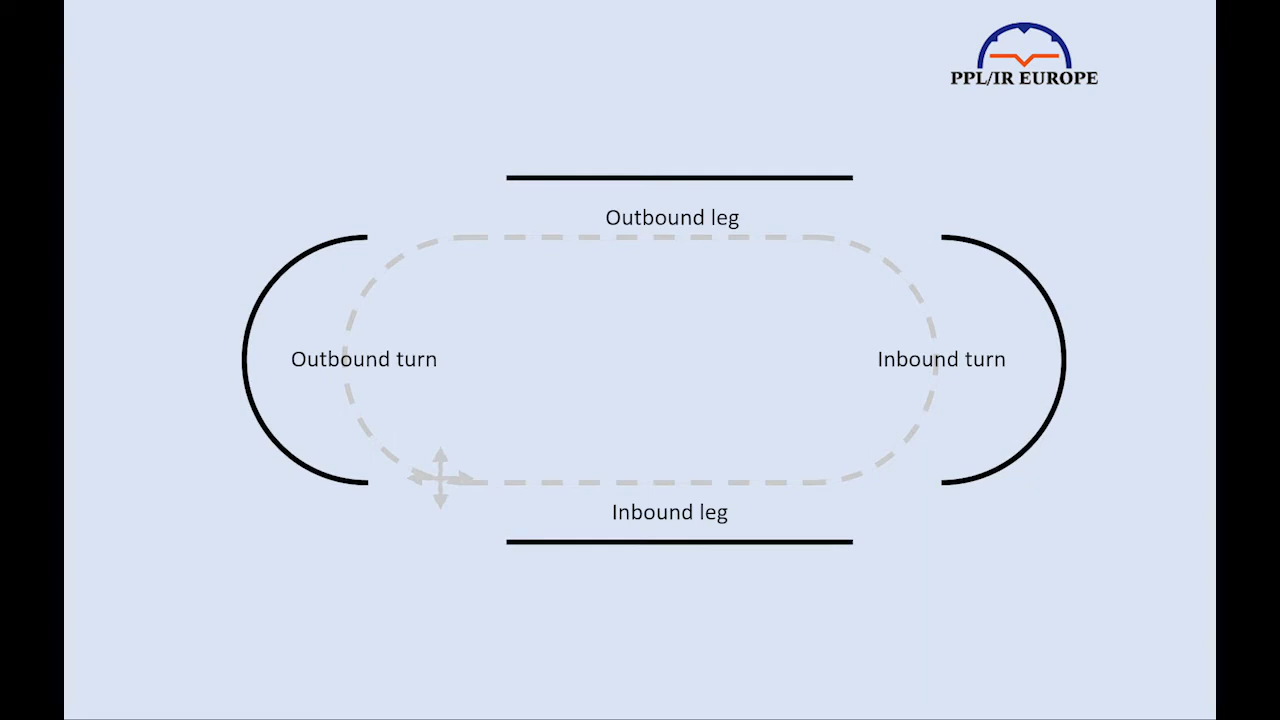 PPL/IR EUROPE
Outbound leg
Outbound turn
Inbound turn
Inbound leg